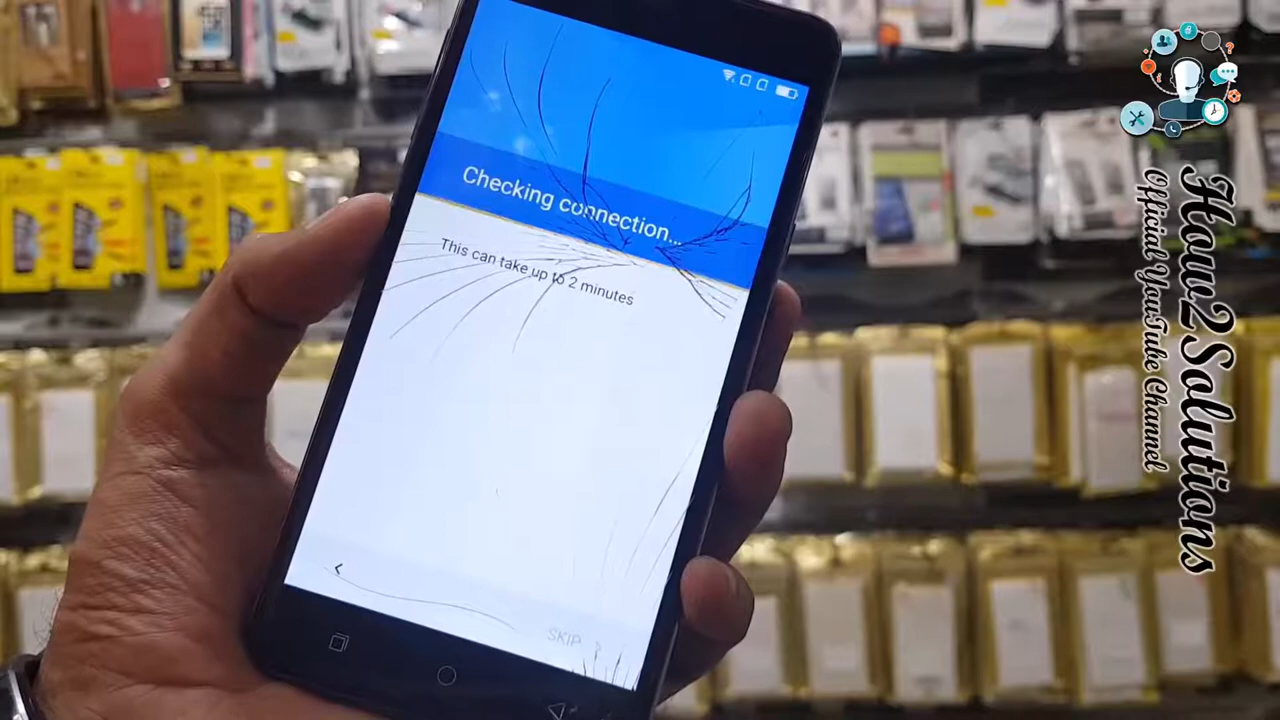 Checking connection...
This can take up to 2 minutes
SKIP
How2Solutions
Official YouTube Channel